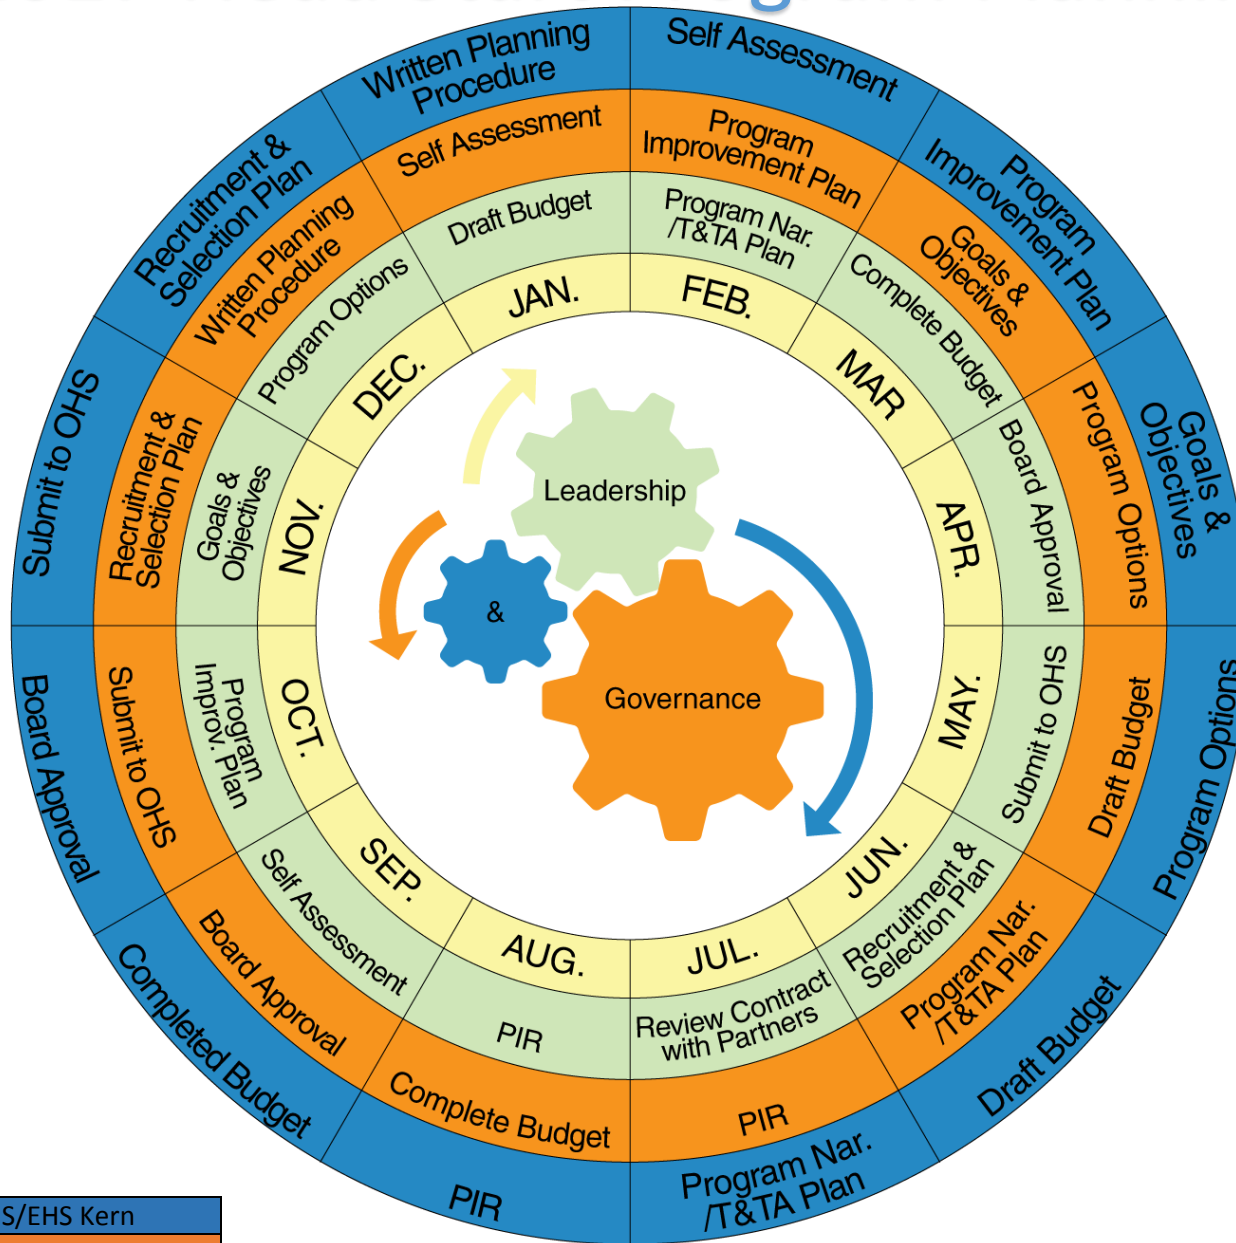 Written Planning
Procedure
Self Assessment
Program
Improvement Plan
Goals &
Objectives
Program Options
Draft Budget
Program Nar.
/T&TA Plan
PIR
Completed Budget
Board Approval
Submit to OHS
Recruitment &
Selection Plan
Self Assessment
Program
Improvement Plan
Goals &
Objectives
Program Options
Draft Budget
Program Nar.
/T&TA Plan
PIR
Complete Budget
Board Approval
Submit to OHS
Recruitment &
Selection Plan
Written Planning
Procedure
Draft Budget
Program Nar.
/T&TA Plan
Complete Budget
Board Approval
Submit to OHS
Recruitment &
Selection Plan
Review Contract
with Partners
PIR
Self Assessment
Program
Improv. Plan
Goals &
Objectives
Program Options
JAN.
FEB.
MAR
APR.
MAY.
JUN.
JUL.
AUG.
SEP.
OCT.
NOV.
DEC.
Leadership
&
Governance
S/EHS Kern